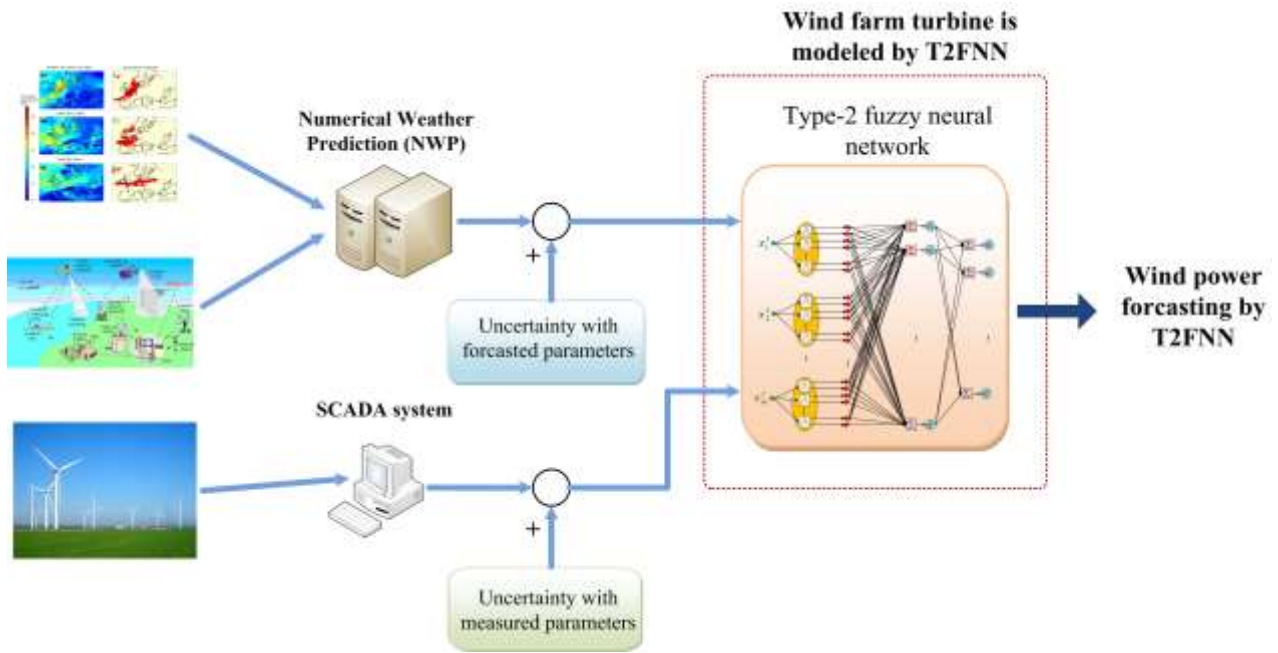 Wind farm turbine is
modeled by T2FNN
Numerical Weather
Prediction (NWP)
Type-2 fuzzy neural
network
+
Uncertainty with
forcasted parameters
Wind power
forcasting by
T2FNN
SCADA system
+
Uncertainty with
measured parameters